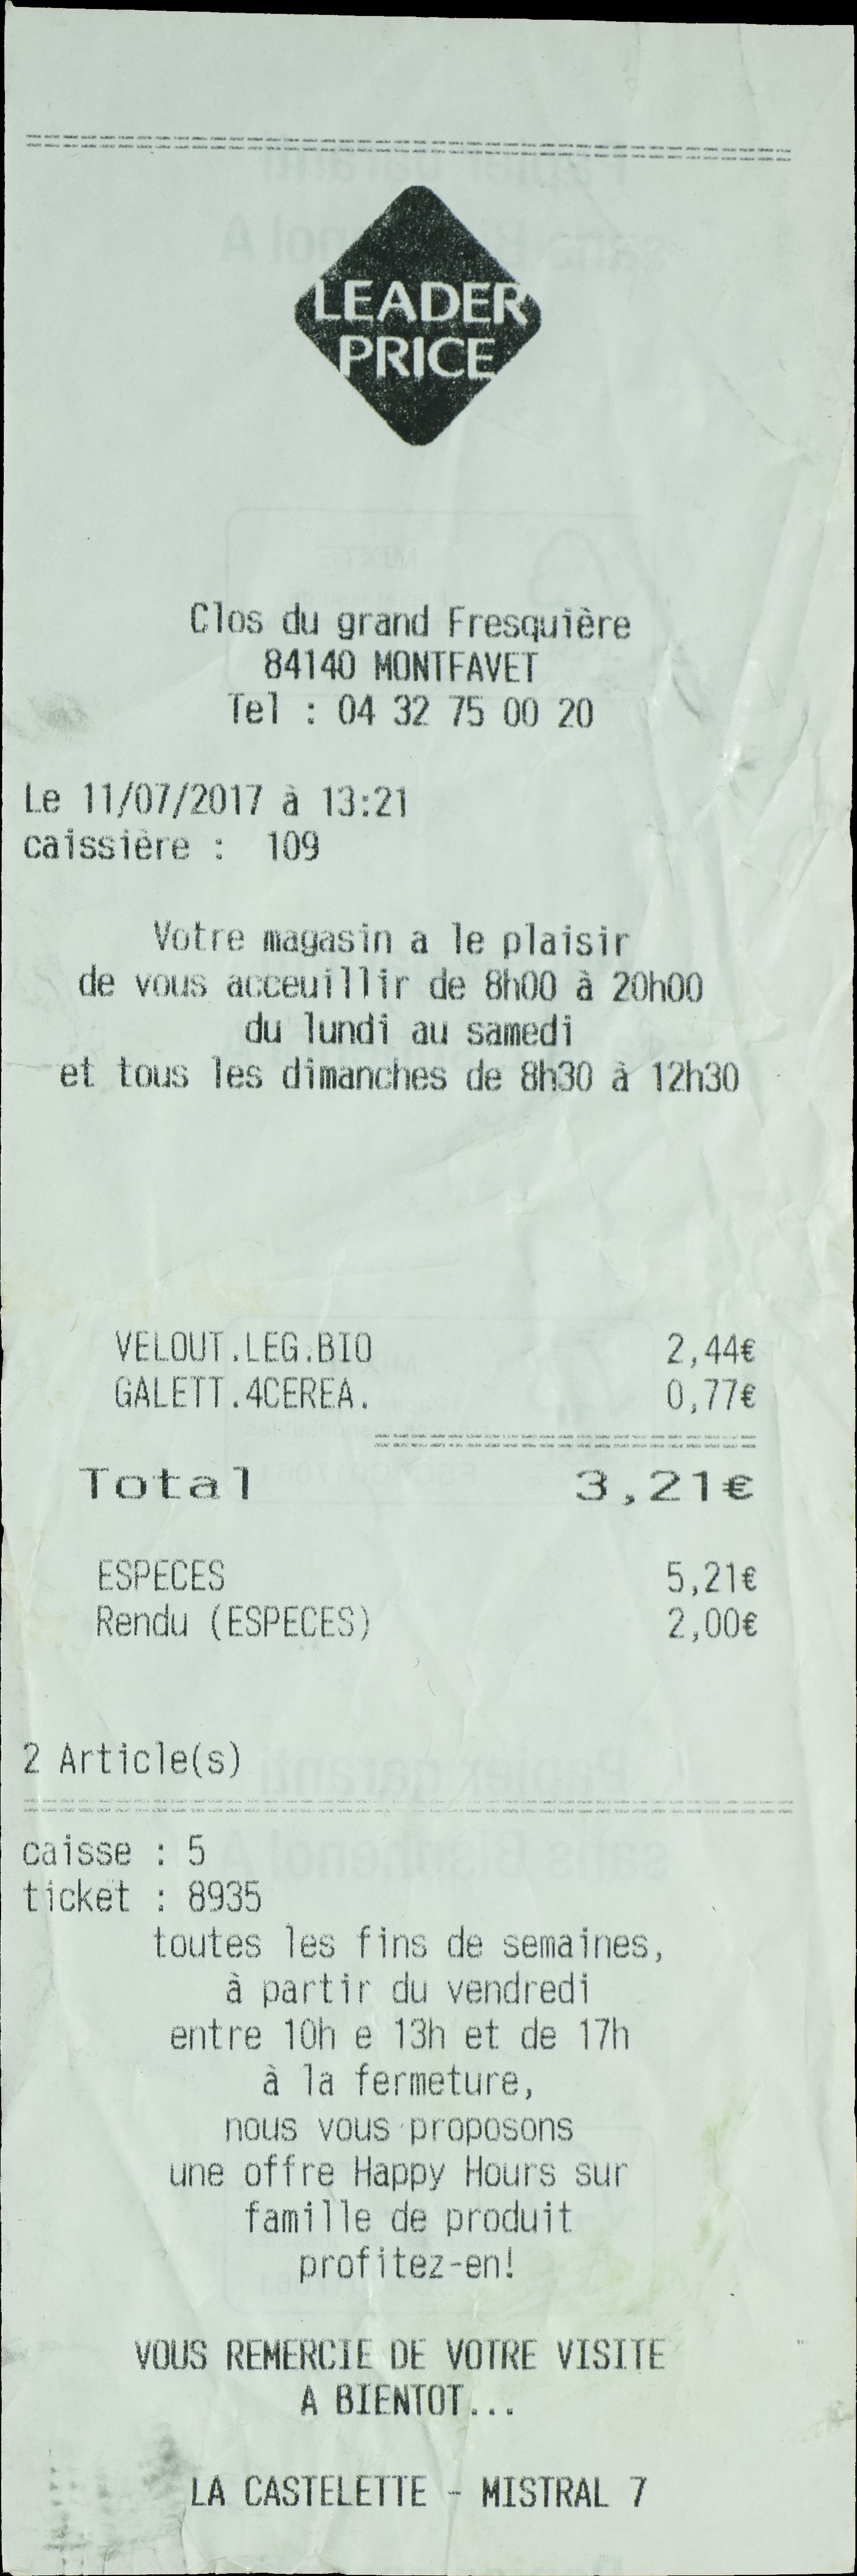 LEADER
PRICE
Clos du grand Fresquière
84140 MONTFAVET
Tel : 04 32 75 00 20
Le 11/07/2017 à 13:21
caissière : 109
Votre magasin a le plaisir
de vous acceuillir de 8h00 à 20h00
du lundi au samedi
et tous les dimanches de 8h30 à 12h30
VELOUT.LEG.BIO 2,44€
GALETT.4CEREA. 0,77€
Total 3,21€
ESPECES 5,21€
Rendu (ESPECES) 2,00€
2 Article(s)
caisse : 5
ticket : 8935
toutes les fins de semaines,
à partir du vendredi
entre 10h e 13h et de 17h
à la fermeture,
nous vous proposons
une offre Happy Hours sur
famille de produit
profitez-en!
VOUS REMERCIE DE VOTRE VISITE
A BIENTOT...
LA CASTELETTE - MISTRAL 7